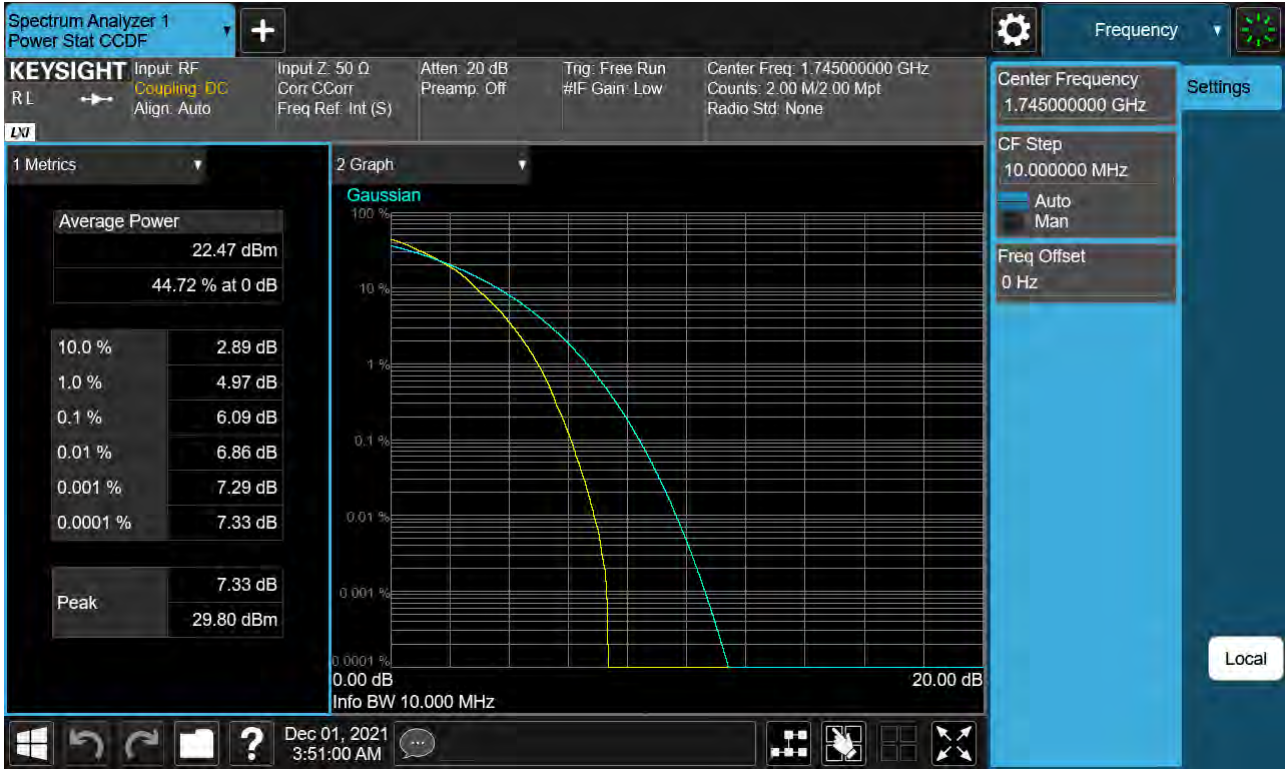 Spectrum Analyzer 1
Power Stat CCDF
+
Frequency
KEYSIGHT
R L
LXI
Input: RF
Coupling: DC
Align: Auto
Input Z: 50 Ω
Corr CCorr
Freq Ref: Int (S)
Atten: 20 dB
Preamp: Off
Trig: Free Run
#IF Gain: Low
Center Freq: 1.745000000 GHz
Counts: 2.00 M/2.00 Mpt
Radio Std: None
Center Frequency
1.745000000 GHz
Settings
CF Step
10.000000 MHz
Auto
Man
Freq Offset
0 Hz
Local
1 Metrics
Average Power
22.47 dBm
44.72 % at 0 dB
10.0 % 2.89 dB
1.0 % 4.97 dB
0.1 % 6.09 dB
0.01 % 6.86 dB
0.001 % 7.29 dB
0.0001 % 7.33 dB
Peak
7.33 dB
29.80 dBm
2 Graph
Gaussian
100 %
10 %
1 %
0.1 %
0.01 %
0.001 %
0.0001 %
0.00 dB 20.00 dB
Info BW 10.000 MHz
?
Dec 01, 2021
3:51:00 AM